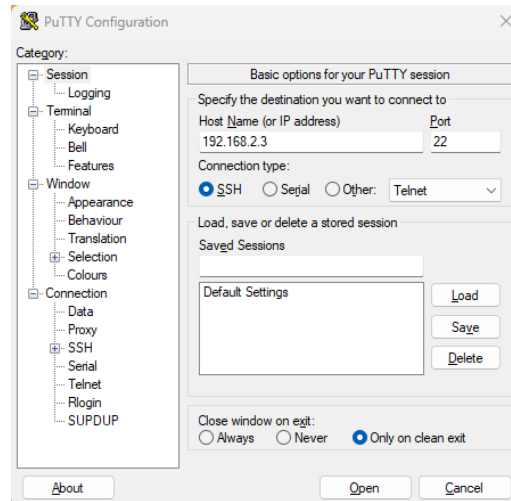 PuTTY Configuration
Category:
Session
Logging
Terminal
Keyboard
Bell
Features
Window
Appearance
Behaviour
Translation
Selection
Colours
Connection
Data
Proxy
SSH
Serial
Telnet
Rlogin
SUPDUP
Basic options for your PuTTY session
Specify the destination you want to connect to
Host Name (or IP address) Port
192.168.2.3 22
Connection type:
SSH Serial Other: Telnet
Load, save or delete a stored session
Saved Sessions
Default Settings
Load
Save
Delete
Close window on exit:
Always Never Only on clean exit
About Open Cancel